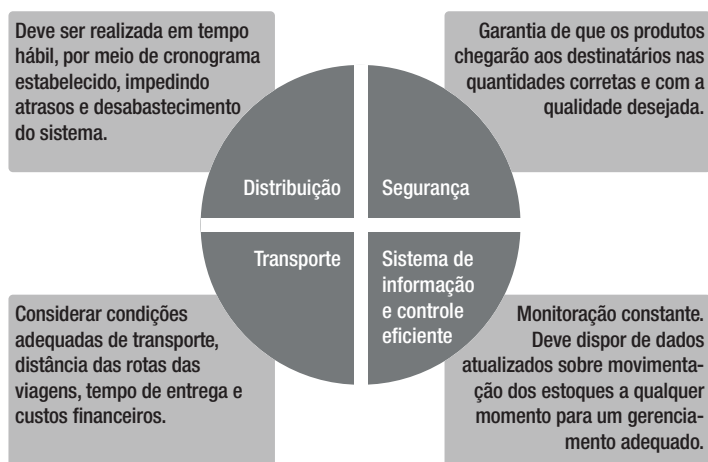 Deve ser realizada em tempo
hábil, por meio de cronograma
estabelecido, impedindo
atrasos e desabastecimento
do sistema.
Garantia de que os produtos
chegarão aos destinatários nas
quantidades corretas e com a
qualidade desejada.
Distribuição
Segurança
Transporte
Sistema de
informação
e controle
eficiente
Considerar condições
adequadas de transporte,
distância das rotas das
viagens, tempo de entrega e
custos financeiros.
Monitoração constante.
Deve dispor de dados
atualizados sobre movimenta-
ção dos estoques a qualquer
momento para um gerencia-
mento adequado.